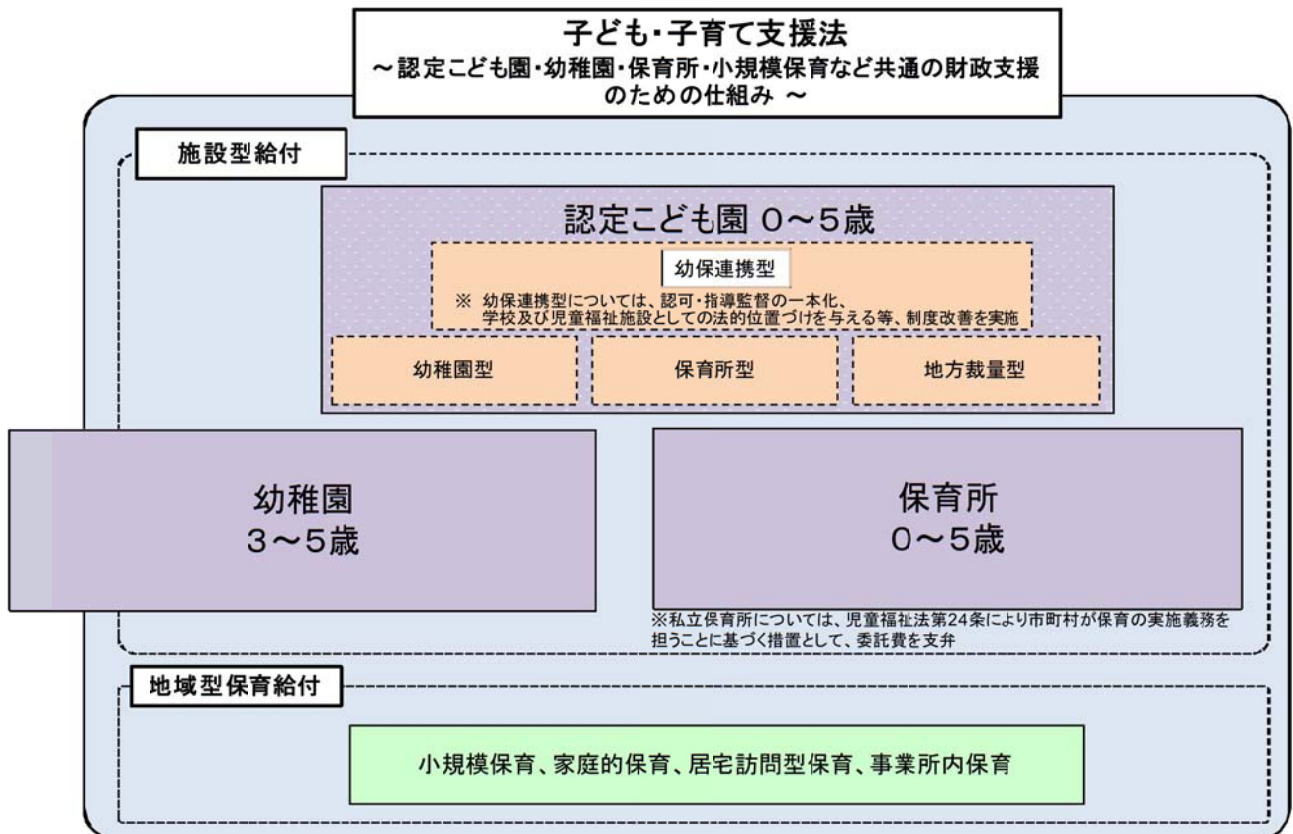 子ども・子育て支援法
～認定こども園・幼稚園・保育所・小規模保育など共通の財政支援
のための仕組み～
施設型給付
認定こども園 0～5歳
幼保連携型
※ 幼保連携型については、認可・指導監督の一本化、
学校及び児童福祉施設としての法的位置づけを与える等、制度改善を実施
幼稚園型
保育所型
地方裁量型
幼稚園
3～5歳
保育所
0～5歳
※私立保育所については、児童福祉法第24条により市町村が保育の実施義務を
担うことに基づく措置として、委託費を支弁
地域型保育給付
小規模保育、家庭的保育、居宅訪問型保育、事業所内保育